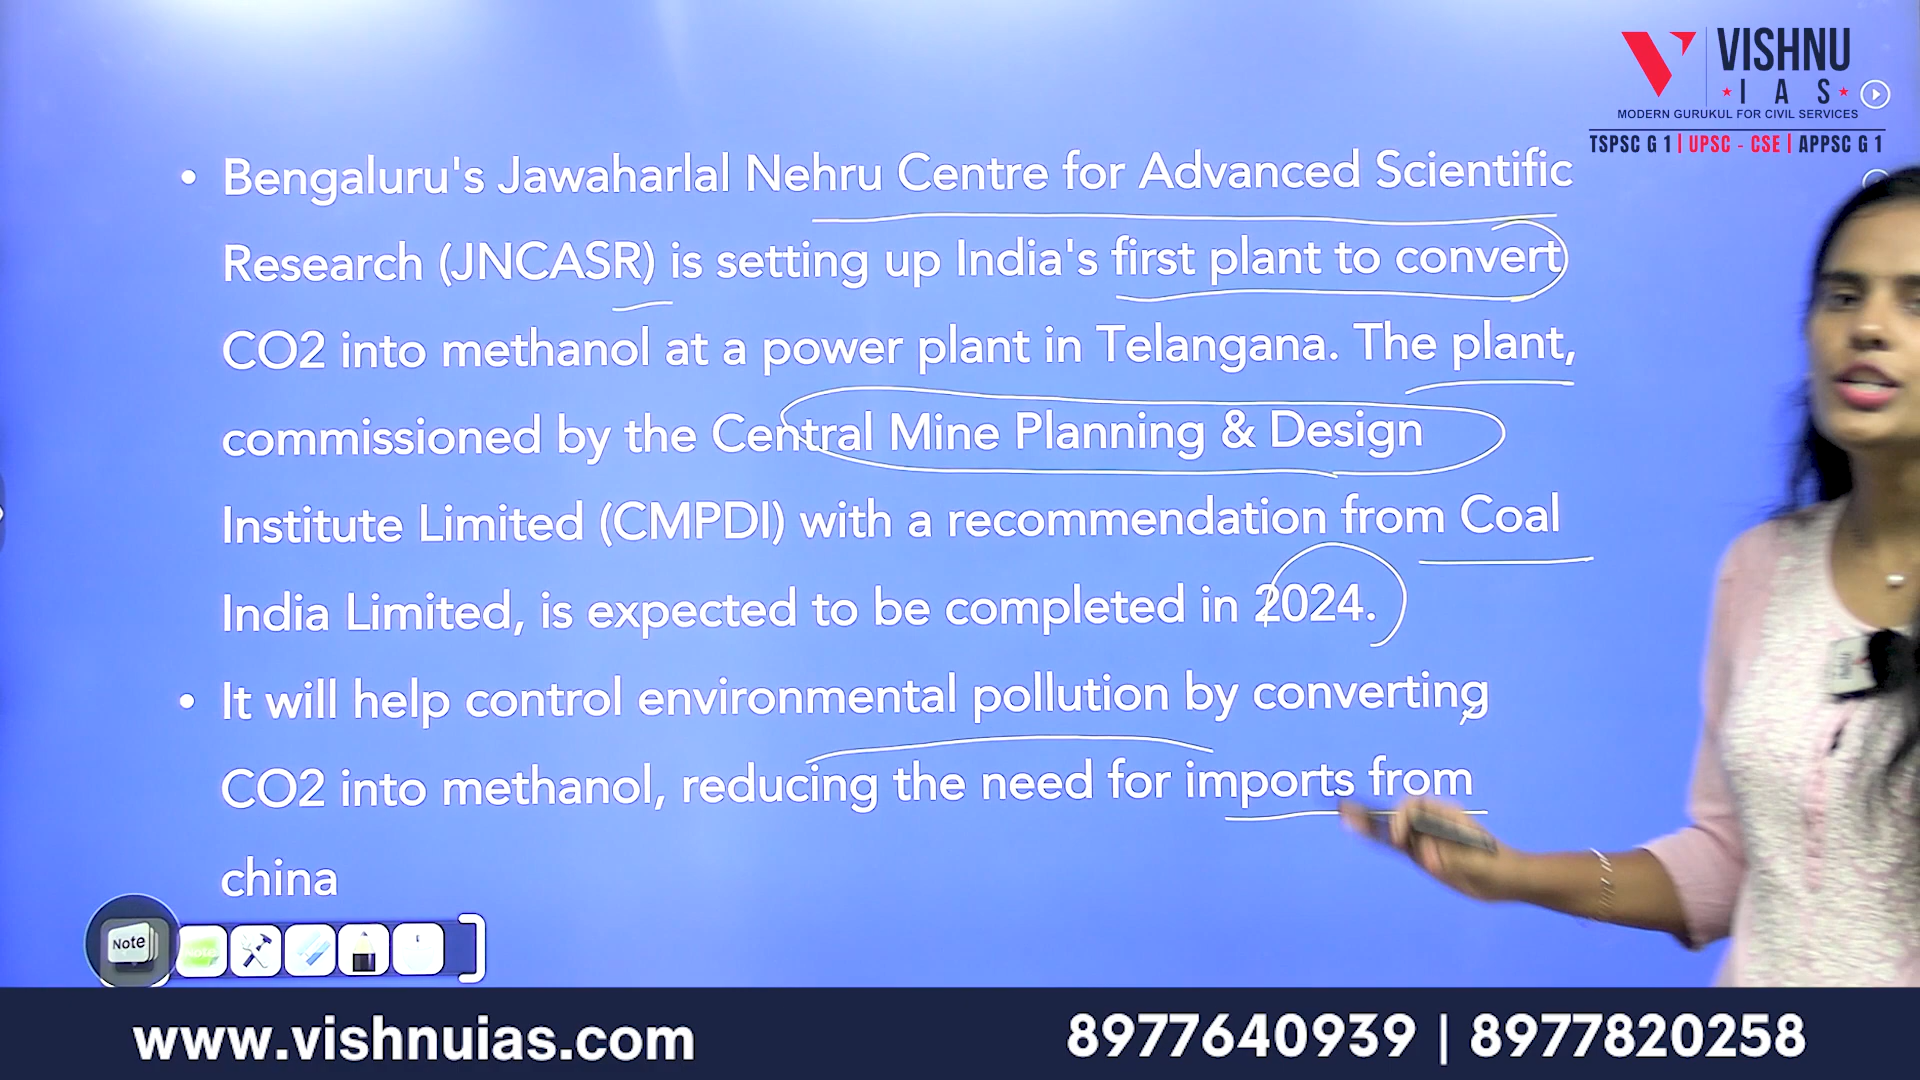 VISHNU
IAS
MODERN GURUKUL FOR CIVIL SERVICES
TSPSC G 1 | UPSC - CSE | APPSC G 1
• Bengaluru's Jawaharlal Nehru Centre for Advanced Scientific
Research (JNCASR) is setting up India's first plant to convert
CO2 into methanol at a power plant in Telangana. The plant,
commissioned by the Central Mine Planning & Design
Institute Limited (CMPDI) with a recommendation from Coal
India Limited, is expected to be completed in 2024.
• It will help control environmental pollution by converting
CO2 into methanol, reducing the need for imports from
china
Note
www.vishnuias.com
8977640939 | 8977820258